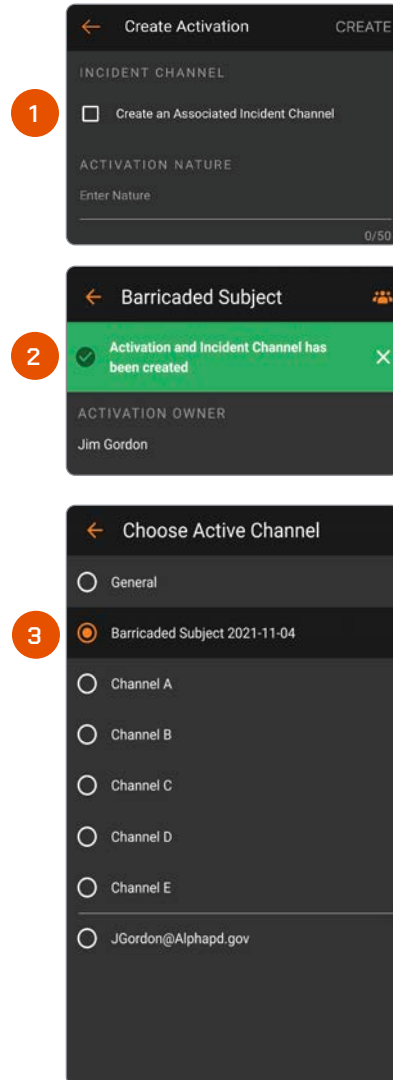 Create Activation CREATE
INCIDENT CHANNEL
1
Create an Associated Incident Channel
ACTIVATION NATURE
Enter Nature
0/50
Barricaded Subject
2
Activation and Incident Channel has
been created
ACTIVATION OWNER
Jim Gordon
Choose Active Channel
General
3
Barricaded Subject 2021-11-04
Channel A
Channel B
Channel C
Channel D
Channel E
JGordon@Alphapd.gov